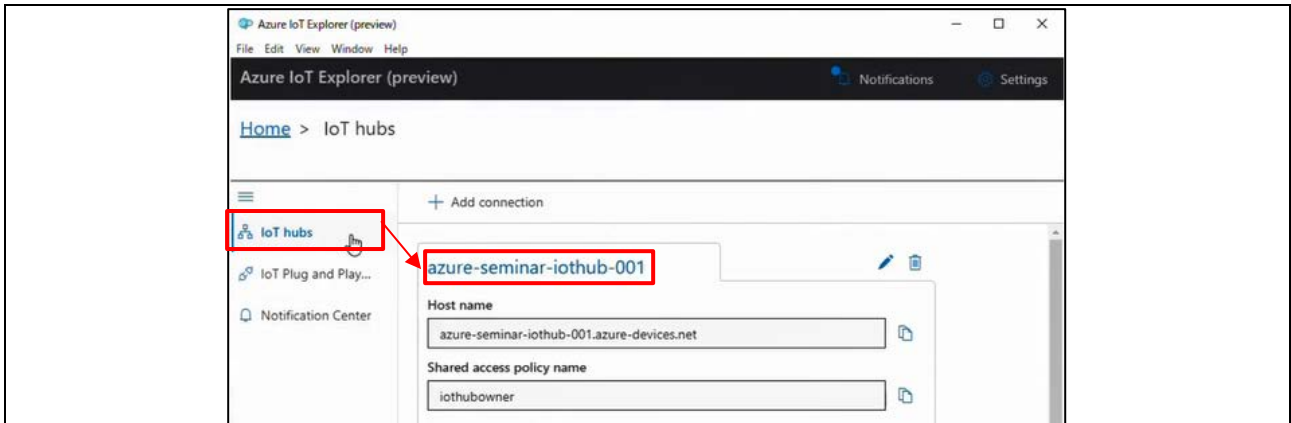 Azure IoT Explorer (preview)
File Edit View Window Help
Azure IoT Explorer (preview)
Notifications
Settings
Home > IoT hubs
+ Add connection
IoT hubs
IoT Plug and Play...
Notification Center
azure-seminar-iothub-001
Host name
azure-seminar-iothub-001.azure-devices.net
Shared access policy name
iothubowner